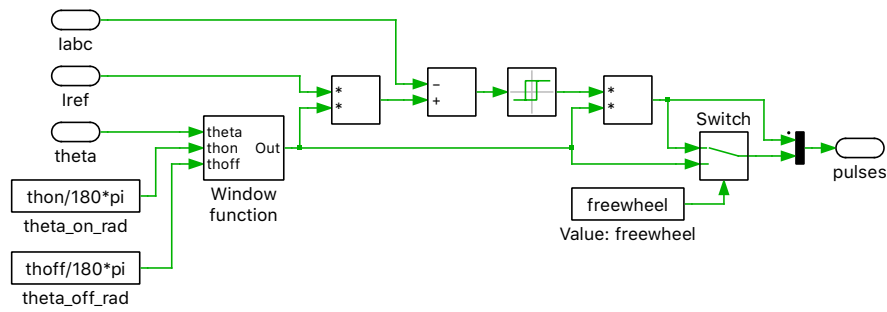 Iabc
Iref
theta
thon/180*pi
theta_on_rad
thoff/180*pi
theta_off_rad
theta
thon
thoff
Out
Window
function
*
*
−
+
*
*
Switch
freewheel
Value: freewheel
pulses